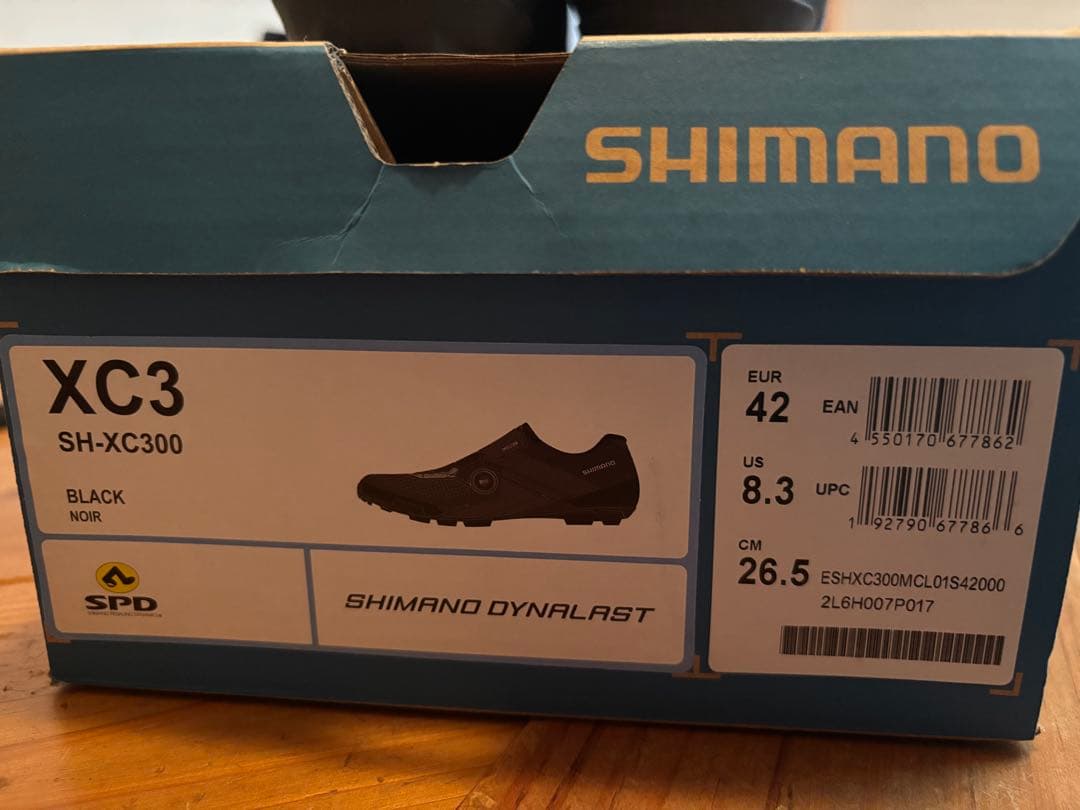 SHIMANO
XC3
SH-XC300
BLACK
NOIR
SHIMANO
SPD
SHIMANO DYNALAST
EUR
42
EAN
4 550170 677862
US
8.3
UPC
1 92790 67786 6
CM
26.5
ESHXC300MCL01S42000
2L6H007P017